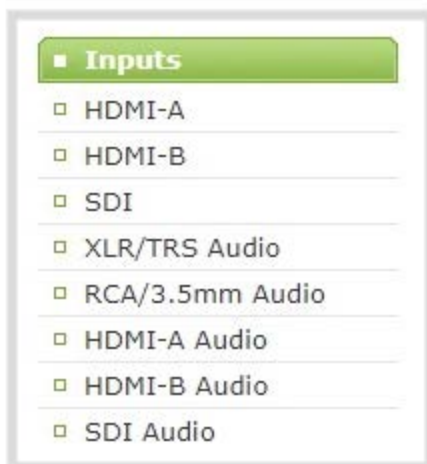 Inputs
HDMI-A
HDMI-B
SDI
XLR/TRS Audio
RCA/3.5mm Audio
HDMI-A Audio
HDMI-B Audio
SDI Audio